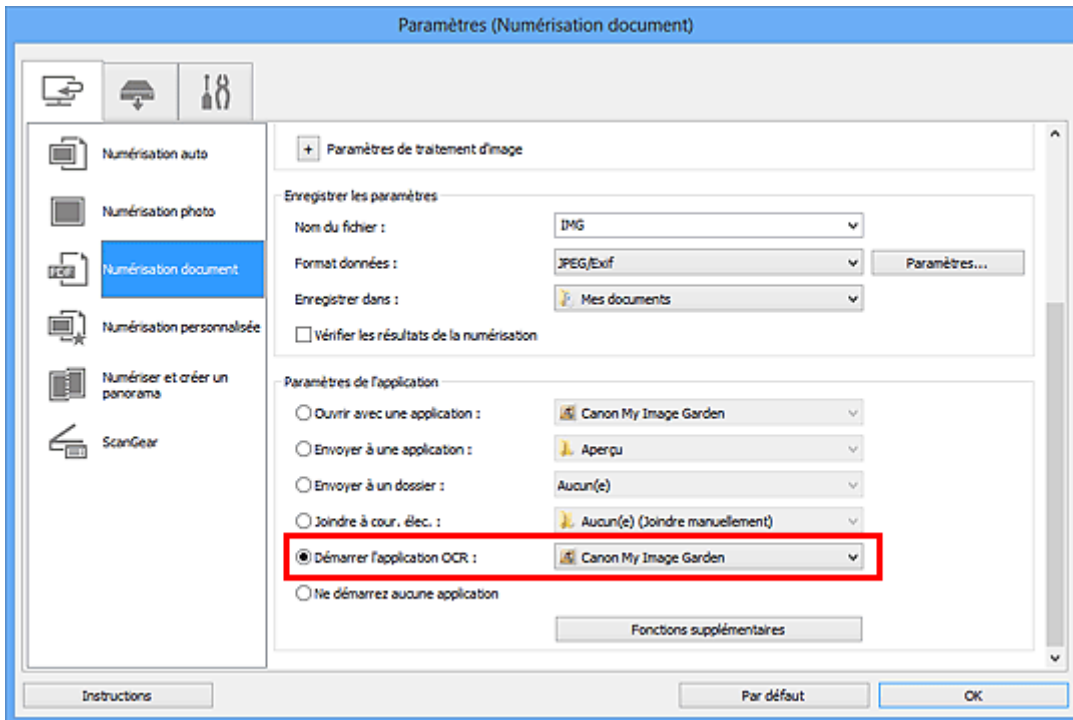 Paramètres (Numérisation document)
Numérisation auto
Numérisation photo
PDF
Numérisation document
Numérisation personnalisée
Numériser et créer un
panorama
ScanGear
+ Paramètres de traitement d'image
Enregistrer les paramètres
Nom du fichier : IMG
Format données : JPEG/Exif Paramètres...
Enregistrer dans : Mes documents
Vérifier les résultats de la numérisation
Paramètres de l'application
Ouvrir avec une application : Canon My Image Garden
Envoyer à une application : Aperçu
Envoyer à un dossier : Aucun(e)
Joindre à cour. élec. : Aucun(e) (Joindre manuellement)
Démarrer l'application OCR : Canon My Image Garden
Ne démarrez aucune application
Fonctions supplémentaires
Instructions Par défaut OK